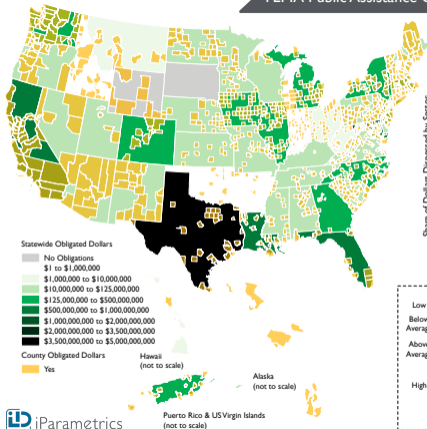 FEMA Public Assistance
Statewide Obligated Dollars
No Obligations
$1 to $1,000,000
$1,000,000 to $10,000,000
$10,000,000 to $125,000,000
$125,000,000 to $500,000,000
$500,000,000 to $1,000,000,000
$1,000,000,000 to $2,000,000,000
$2,000,000,000 to $3,500,000,000
$3,500,000,000 to $5,000,000,000
County Obligated Dollars
Yes
Hawaii
(not to scale)
Alaska
(not to scale)
Puerto Rico & US Virgin Islands
(not to scale)
Low
Below
Average
Above
Average
High
iParametrics